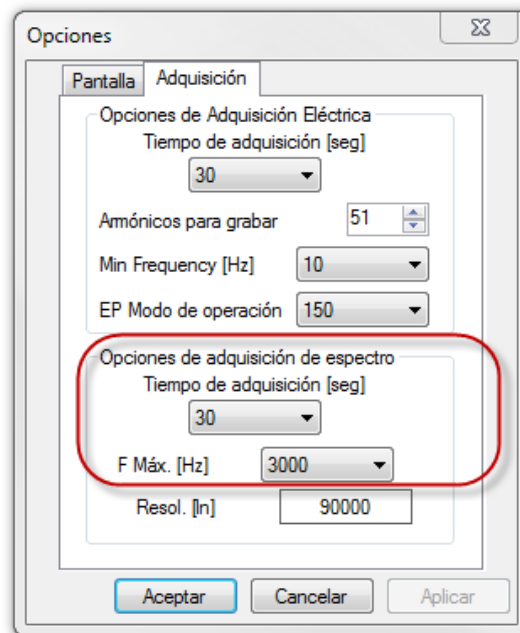 Opciones
Pantalla
Adquisición
Opciones de Adquisición Eléctrica
Tiempo de adquisición [seg]
30
Armónicos para grabar 51
Min Frequency [Hz] 10
EP Modo de operación 150
Opciones de adquisición de espectro
Tiempo de adquisición [seg]
30
F Máx. [Hz] 3000
Resol. [ln] 90000
Aceptar
Cancelar
Aplicar